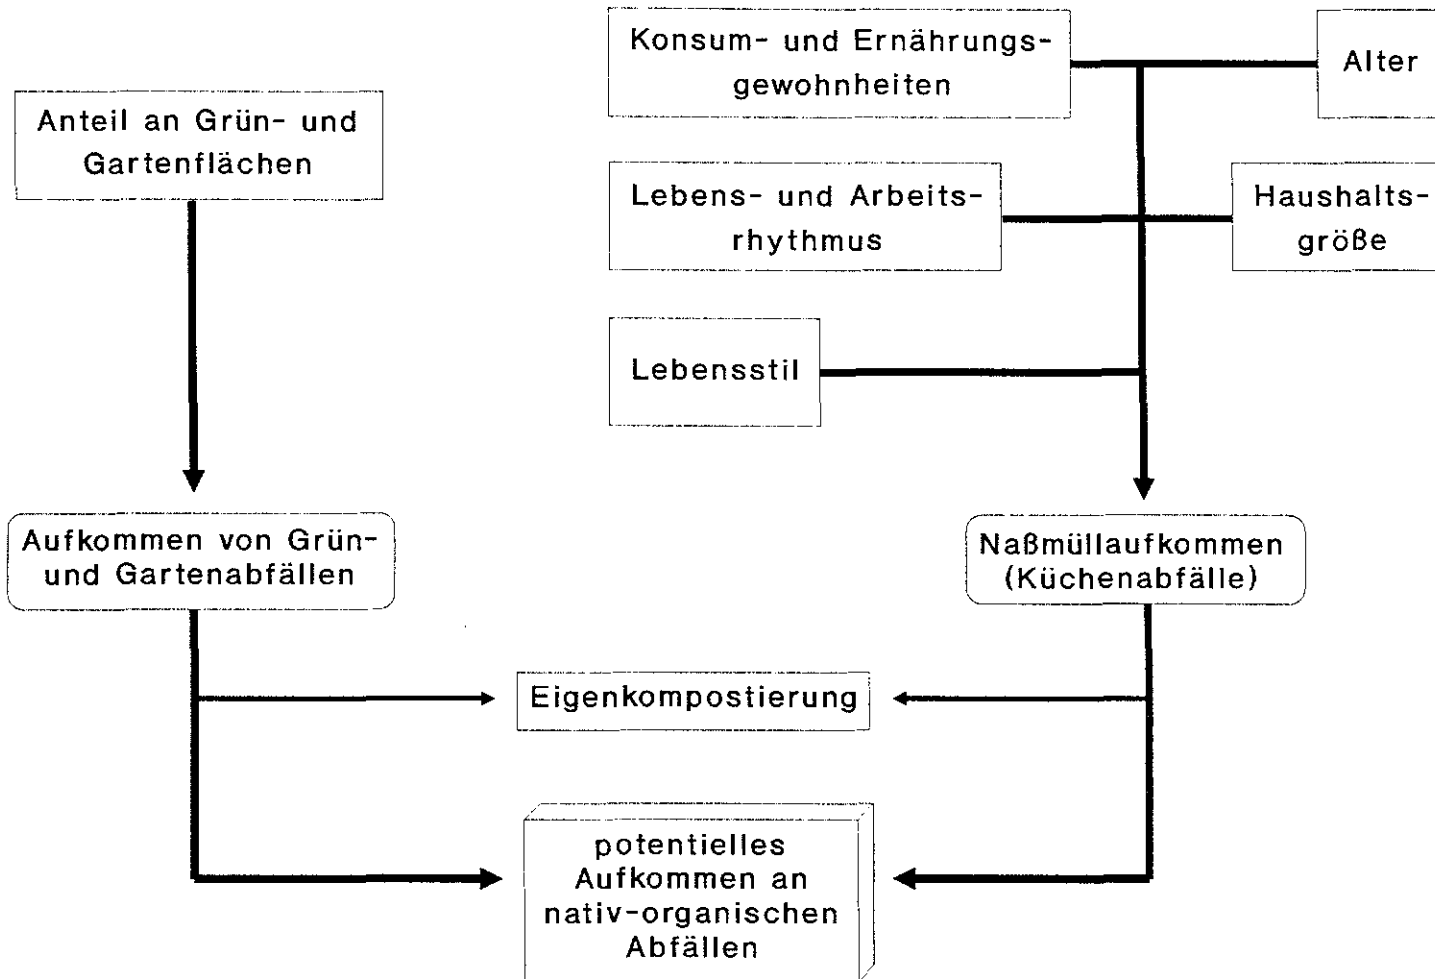 Konsum- und Ernährungs-
gewohnheiten
Alter
Anteil an Grün- und
Gartenflächen
Lebens- und Arbeits-
rhythmus
Haushalts-
größe
Lebensstil
Aufkommen von Grün-
und Gartenabfällen
Naßmüllaufkommen
(Küchenabfälle)
Eigenkompostierung
potentielles
Aufkommen an
nativ-organischen
Abfällen